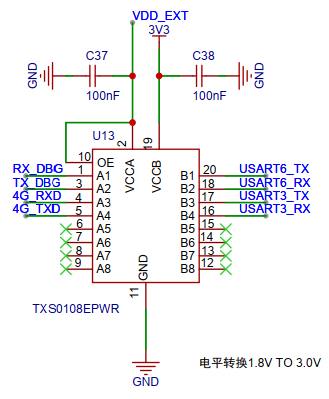 VDD_EXT
3V3
C37
C38
GND
GND
100nF
100nF
U13
2
19
10
OE
VCCA
VCCB
RX_DBG
1
A1
B1
20
USART6_TX
TX_DBG
2
A2
B2
18
USART6_RX
4G_RXD
4
A3
B3
17
USART3_TX
4G_TXD
5
A4
B4
16
USART3_RX
6
A5
B5
15
7
A6
B6
14
8
A7
B7
13
9
A8
B8
12
GND
11
TXS0108EPWR
GND
电平转换1.8V TO 3.0V